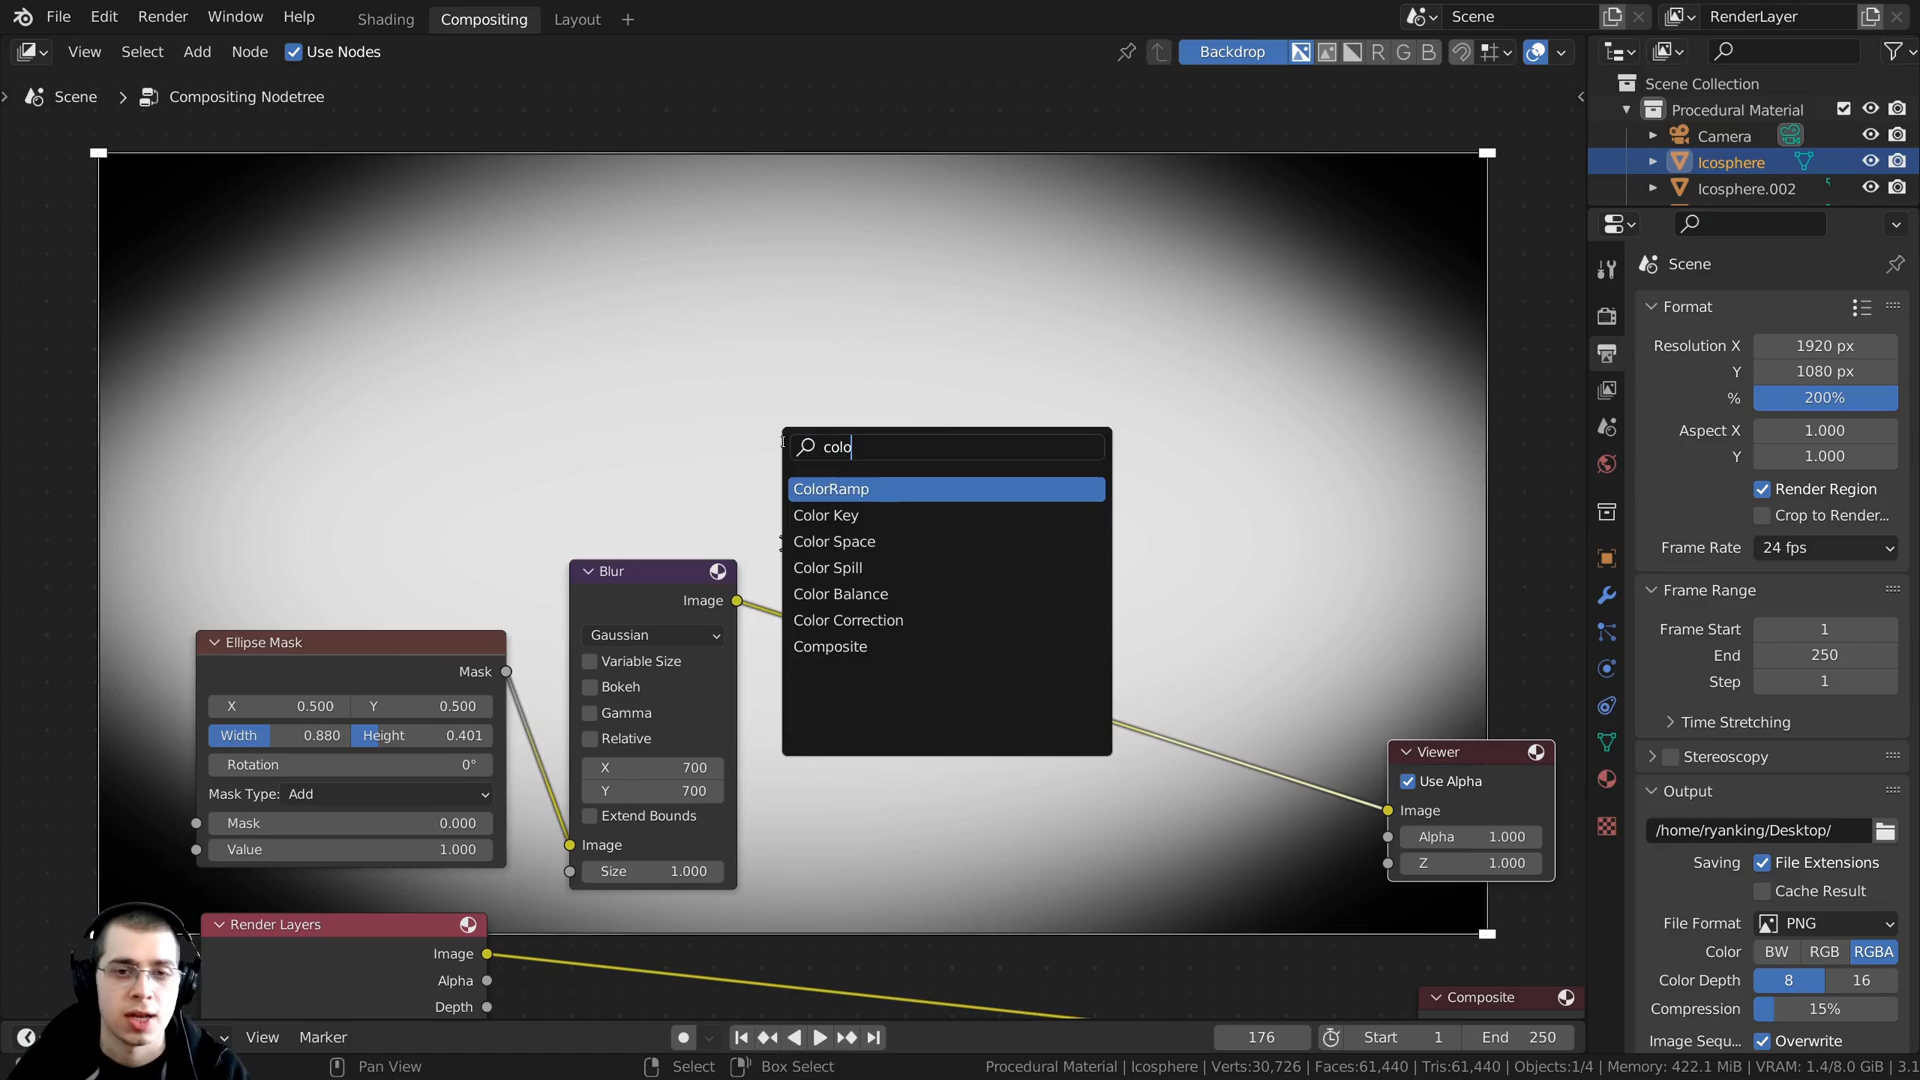 File Edit Render Window Help Shading Compositing Layout + Scene RenderLayer
View Select Add Node Use Nodes Backdrop R G B
Scene > Compositing Nodetree
Scene Collection
Procedural Material
Camera
Icosphere
Icosphere.002
Scene
Format
Resolution X 1920 px
Y 1080 px
% 200%
Aspect X 1.000
Y 1.000
Render Region
Crop to Render...
Frame Rate 24 fps
Frame Range
Frame Start 1
End 250
Step 1
Time Stretching
Stereoscopy
Output
/home/ryanking/Desktop/
Saving File Extensions
Cache Result
File Format PNG
Color BW RGB RGBA
Color Depth 8 16
Compression 15%
Image Sequ... Overwrite
colo
ColorRamp
Color Key
Color Space
Color Spill
Color Balance
Color Correction
Composite
Blur
Image
Gaussian
Variable Size
Bokeh
Gamma
Relative
X 700
Y 700
Extend Bounds
Image
Size 1.000
Ellipse Mask
Mask
X 0.500 Y 0.500
Width 0.880 Height 0.401
Rotation 0°
Mask Type: Add
Mask 0.000
Value 1.000
Viewer
Use Alpha
Image
Alpha 1.000
Z 1.000
Render Layers
Image
Alpha
Depth
Composite
View Marker 176 Start 1 End 250
Pan View Select Box Select Procedural Material | Icosphere | Verts:30,726 | Faces:61,440 | Tris:61,440 | Objects:1/4 | Memory: 422.1 MiB | VRAM: 1.4/8.0 GiB | 3.1